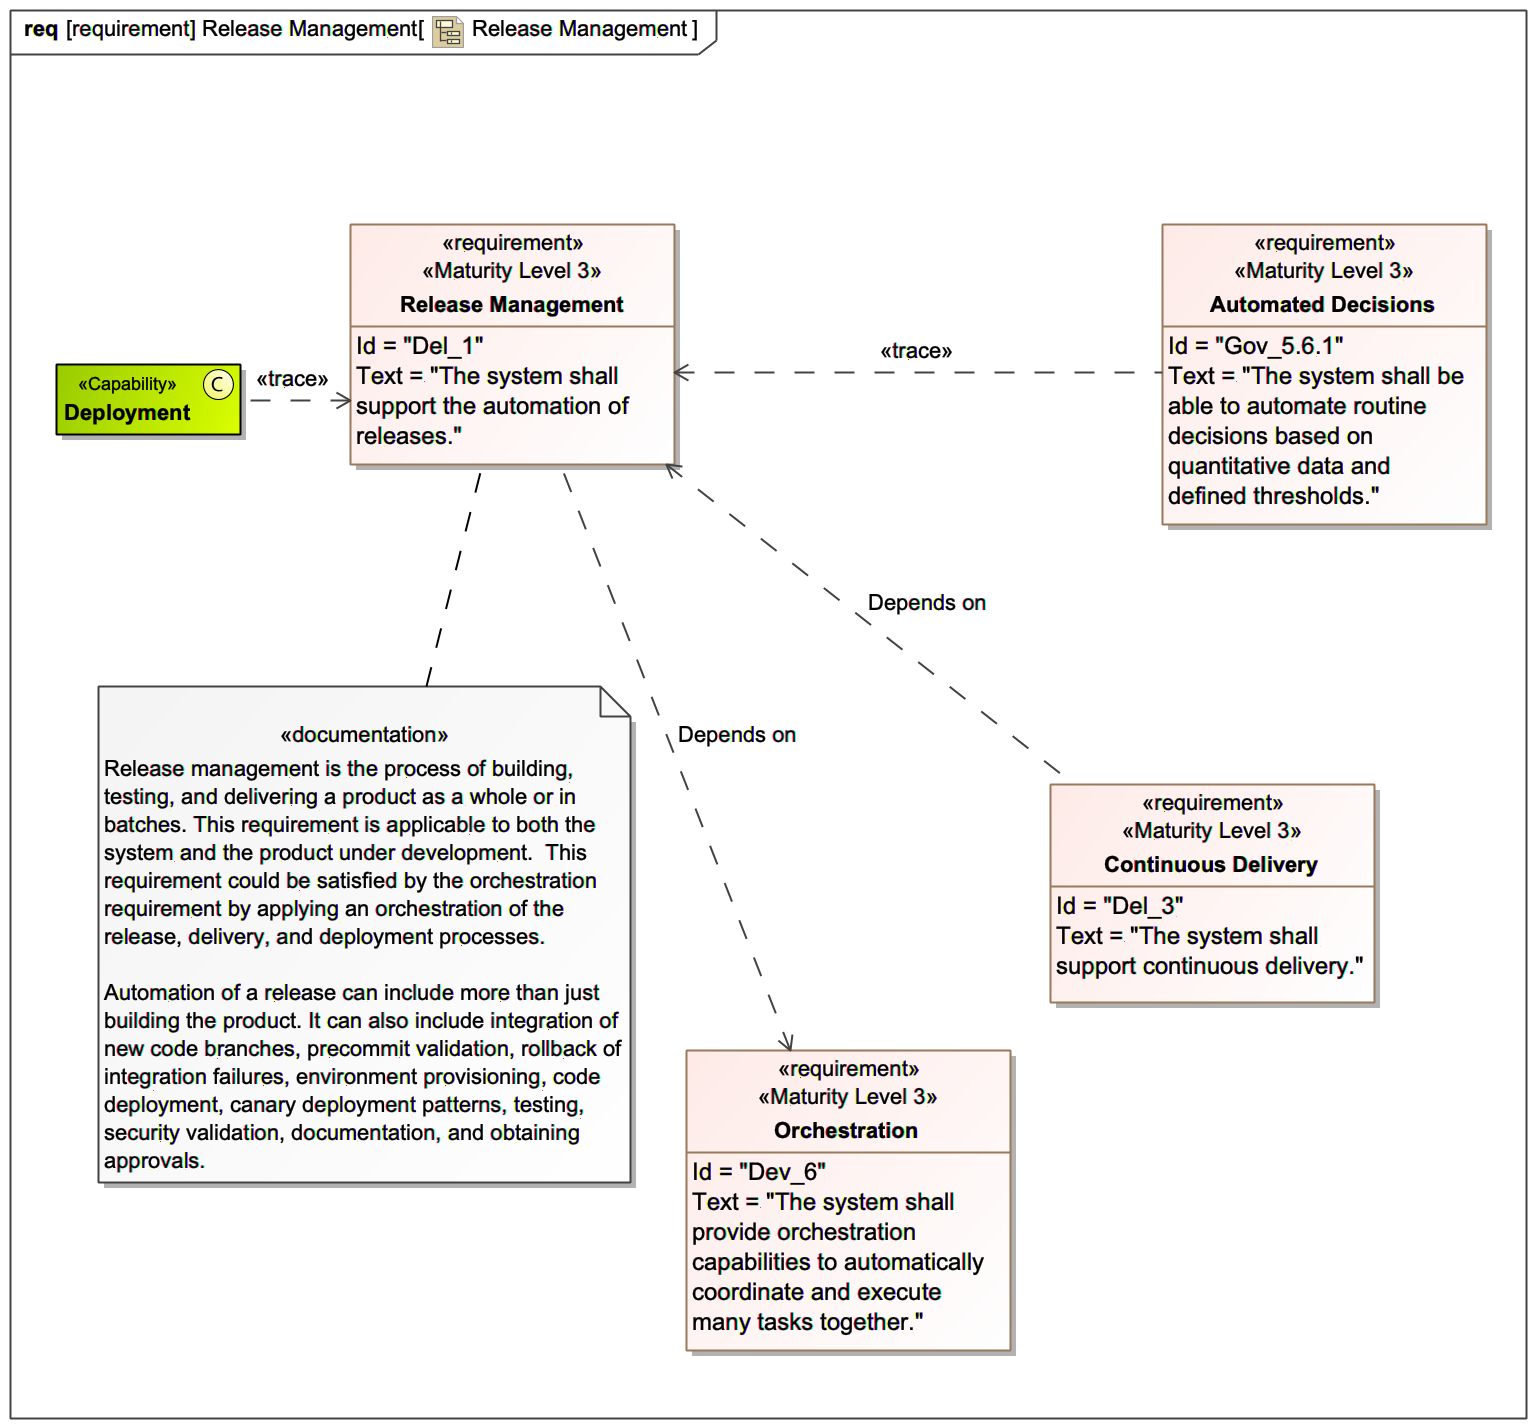 req [requirement] Release Management[ Release Management ]
«requirement»
«Maturity Level 3»
Release Management
Id = "Del_1"
Text = "The system shall
support the automation of
releases."
«requirement»
«Maturity Level 3»
Automated Decisions
Id = "Gov_5.6.1"
Text = "The system shall be
able to automate routine
decisions based on
quantitative data and
defined thresholds."
«trace»
«Capability»
C
Deployment
«trace»
Depends on
Depends on
«documentation»
Release management is the process of building,
testing, and delivering a product as a whole or in
batches. This requirement is applicable to both the
system and the product under development.  This
requirement could be satisfied by the orchestration
requirement by applying an orchestration of the
release, delivery, and deployment processes.
Automation of a release can include more than just
building the product. It can also include integration of
new code branches, precommit validation, rollback of
integration failures, environment provisioning, code
deployment, canary deployment patterns, testing,
security validation, documentation, and obtaining
approvals.
«requirement»
«Maturity Level 3»
Continuous Delivery
Id = "Del_3"
Text = "The system shall
support continuous delivery."
«requirement»
«Maturity Level 3»
Orchestration
Id = "Dev_6"
Text = "The system shall
provide orchestration
capabilities to automatically
coordinate and execute
many tasks together."